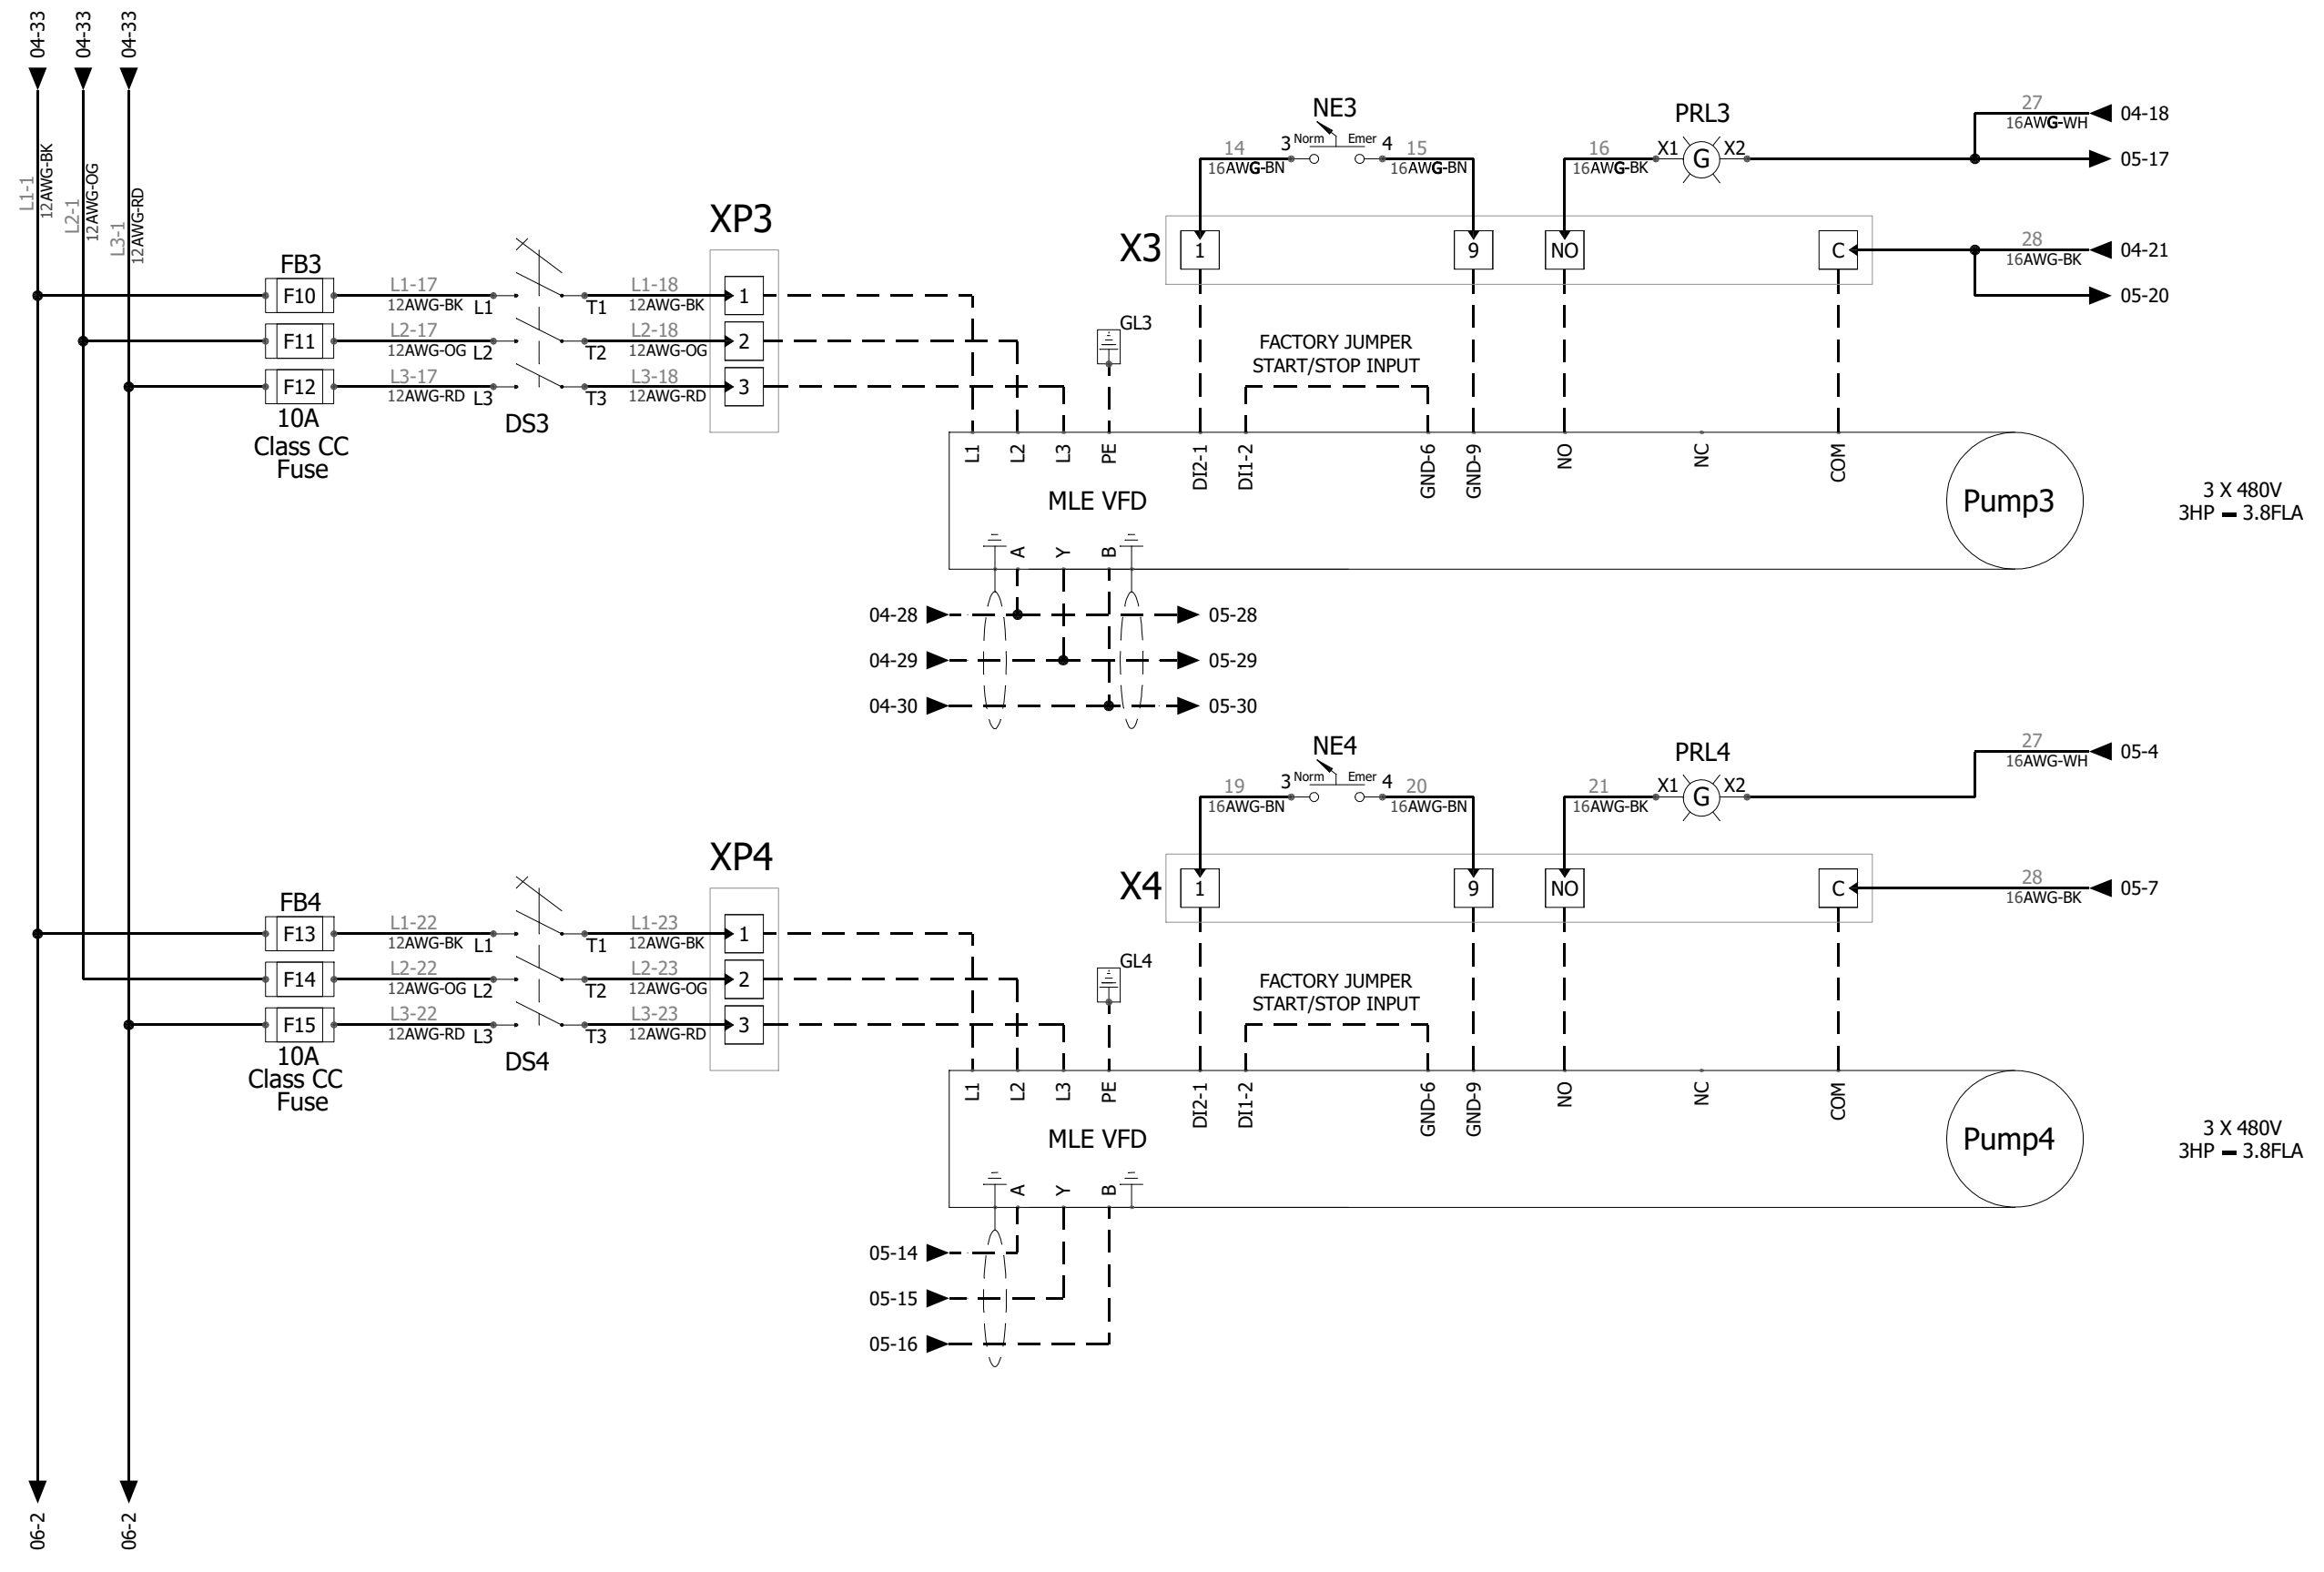 04-33
04-33
04-33
L1-1
12AWG-BK
L2-1
12AWG-OG
L3-1
12AWG-RD
NE3
PRL3
27
16AWG-WH
04-18
14
16AWG-BN
3
Norm
Emer
4
15
16AWG-BN
16
16AWG-BK
X1
G
X2
05-17
XP3
X3
1
9
NO
C
28
16AWG-BK
04-21
05-20
FB3
F10
L1-17
12AWG-BK
L1
T1
L1-18
12AWG-BK
1
F11
L2-17
12AWG-OG
L2
T2
L2-18
12AWG-OG
2
F12
L3-17
12AWG-RD
L3
T3
L3-18
12AWG-RD
3
10A
Class CC
Fuse
DS3
GL3
FACTORY JUMPER
START/STOP INPUT
L1
L2
L3
PE
DI2-1
DI1-2
GND-6
GND-9
NO
NC
COM
MLE VFD
Pump3
3 X 480V
3HP - 3.8FLA
A
Y
B
04-28
05-28
04-29
05-29
04-30
05-30
NE4
PRL4
27
16AWG-WH
05-4
19
16AWG-BN
3
Norm
Emer
4
20
16AWG-BN
21
16AWG-BK
X1
G
X2
XP4
X4
1
9
NO
C
28
16AWG-BK
05-7
FB4
F13
L1-22
12AWG-BK
L1
T1
L1-23
12AWG-BK
1
F14
L2-22
12AWG-OG
L2
T2
L2-23
12AWG-OG
2
F15
L3-22
12AWG-RD
L3
T3
L3-23
12AWG-RD
3
10A
Class CC
Fuse
DS4
GL4
FACTORY JUMPER
START/STOP INPUT
L1
L2
L3
PE
DI2-1
DI1-2
GND-6
GND-9
NO
NC
COM
MLE VFD
Pump4
3 X 480V
3HP - 3.8FLA
A
Y
B
05-14
05-15
05-16
06-2
06-2